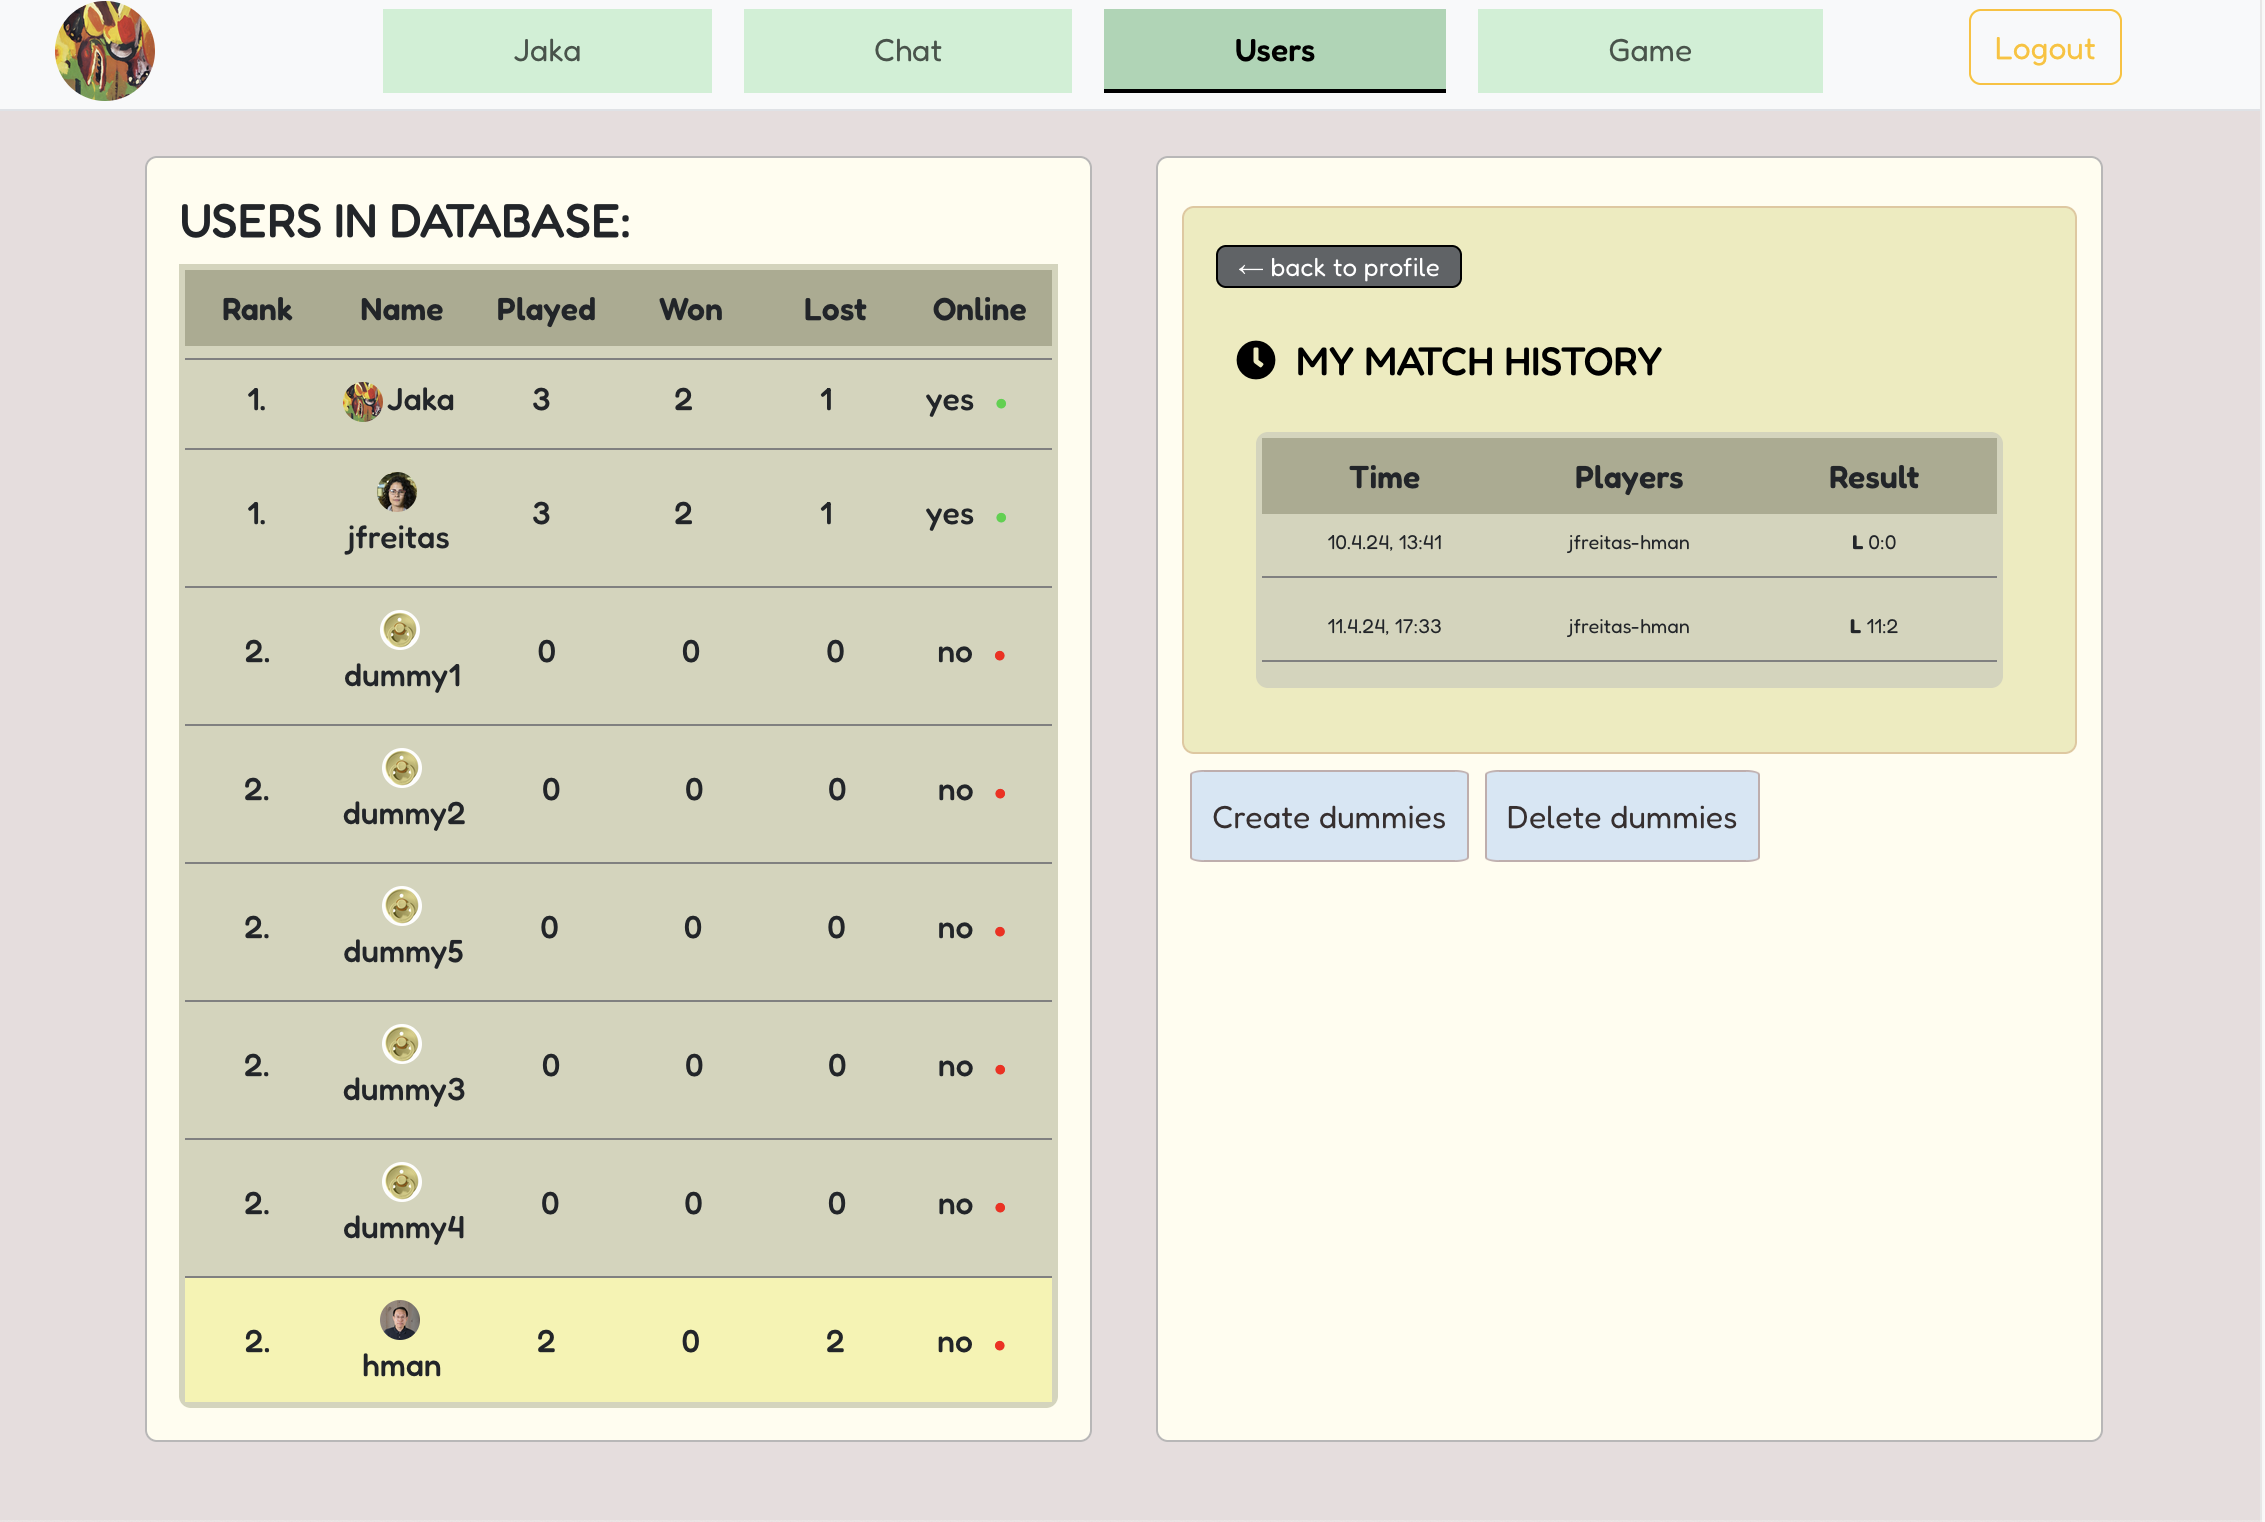 Jaka Chat Users Game Logout
USERS IN DATABASE:
Rank Name Played Won Lost Online
1. Jaka 3 2 1 yes
1. jfreitas 3 2 1 yes
2. dummy1 0 0 0 no
2. dummy2 0 0 0 no
2. dummy5 0 0 0 no
2. dummy3 0 0 0 no
2. dummy4 0 0 0 no
2. hman 2 0 2 no
← back to profile
MY MATCH HISTORY
Time Players Result
10.4.24, 13:41 jfreitas-hman L 0:0
11.4.24, 17:33 jfreitas-hman L 11:2
Create dummies Delete dummies